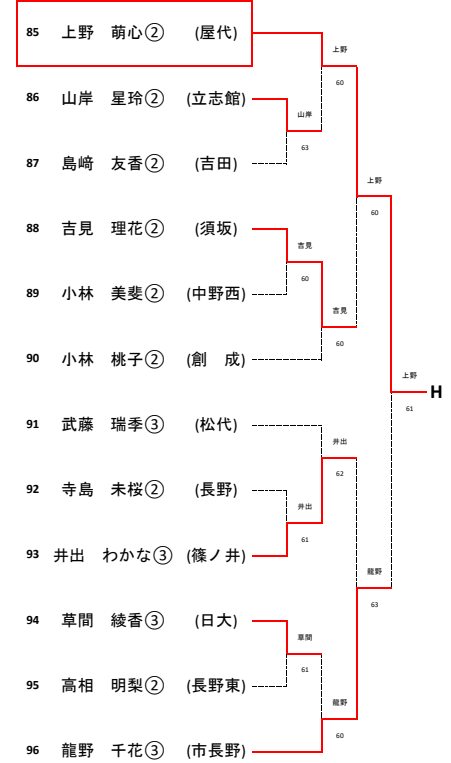 85 上野 萌心② (屋代)
上野
60
86 山岸 星玲② (立志館)
山岸
63
87 島﨑 友香② (吉田)
上野
60
88 吉見 理花② (須坂)
吉見
60
89 小林 美斐② (中野西)
吉見
60
90 小林 桃子② (創 成)
上野
61
H
91 武藤 瑞季③ (松代)
井出
62
92 寺島 未桜② (長野)
井出
61
93 井出 わかな③ (篠ノ井)
龍野
63
94 草間 綾香③ (日大)
草間
61
95 高相 明梨② (長野東)
龍野
60
96 龍野 千花③ (市長野)